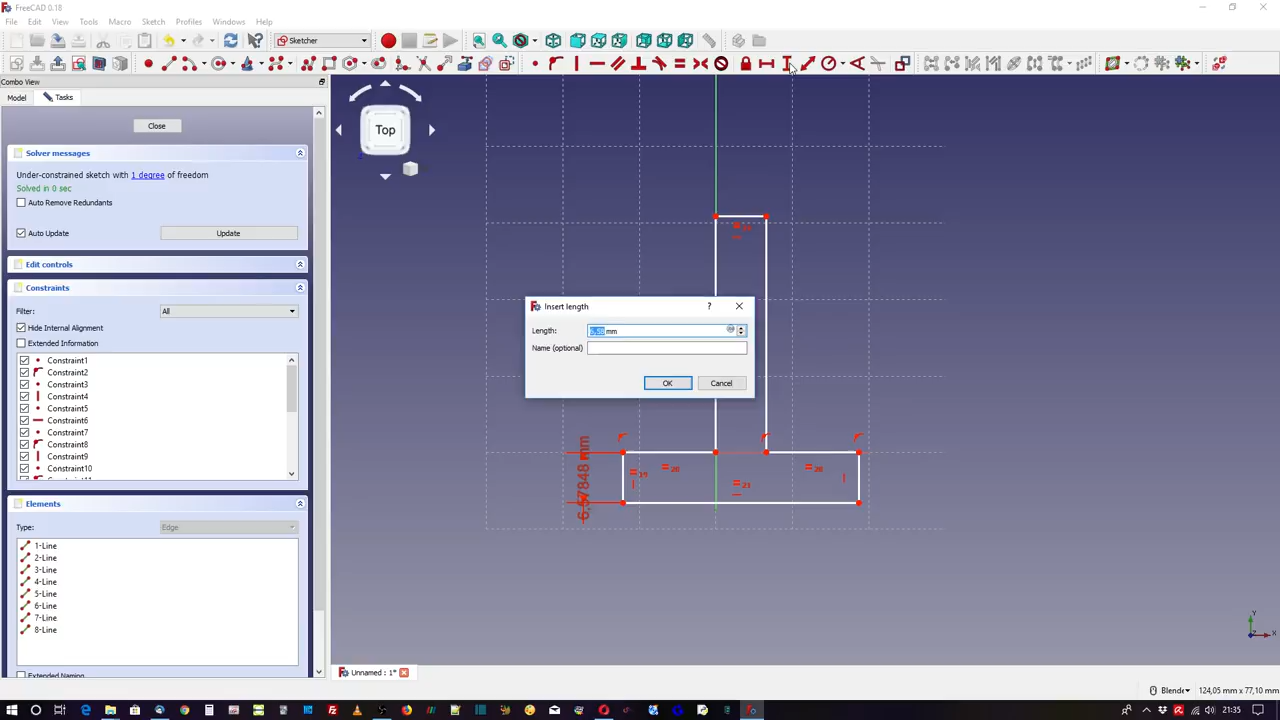 FreeCAD 0.18
File Edit View Tools Macro Sketch Profiles Windows Help
Sketcher
Combo View
Model Tasks
Close
Solver messages
Under-constrained sketch with 1 degree of freedom
Solved in 0 sec
Auto Remove Redundants
Auto Update
Update
Edit controls
Constraints
Filter: All
Hide Internal Alignment
Extended Information
Constraint1
Constraint2
Constraint3
Constraint4
Constraint5
Constraint6
Constraint7
Constraint8
Constraint9
Constraint10
Elements
Type: Edge
1-Line
2-Line
3-Line
4-Line
5-Line
6-Line
7-Line
8-Line
Extended Naming
Top
Insert length
?
Length: mm
Name (optional)
OK Cancel
19
20
20
21
Unnamed : 1*
Y
X
Blender
124,05 mm x 77,10 mm
21:35